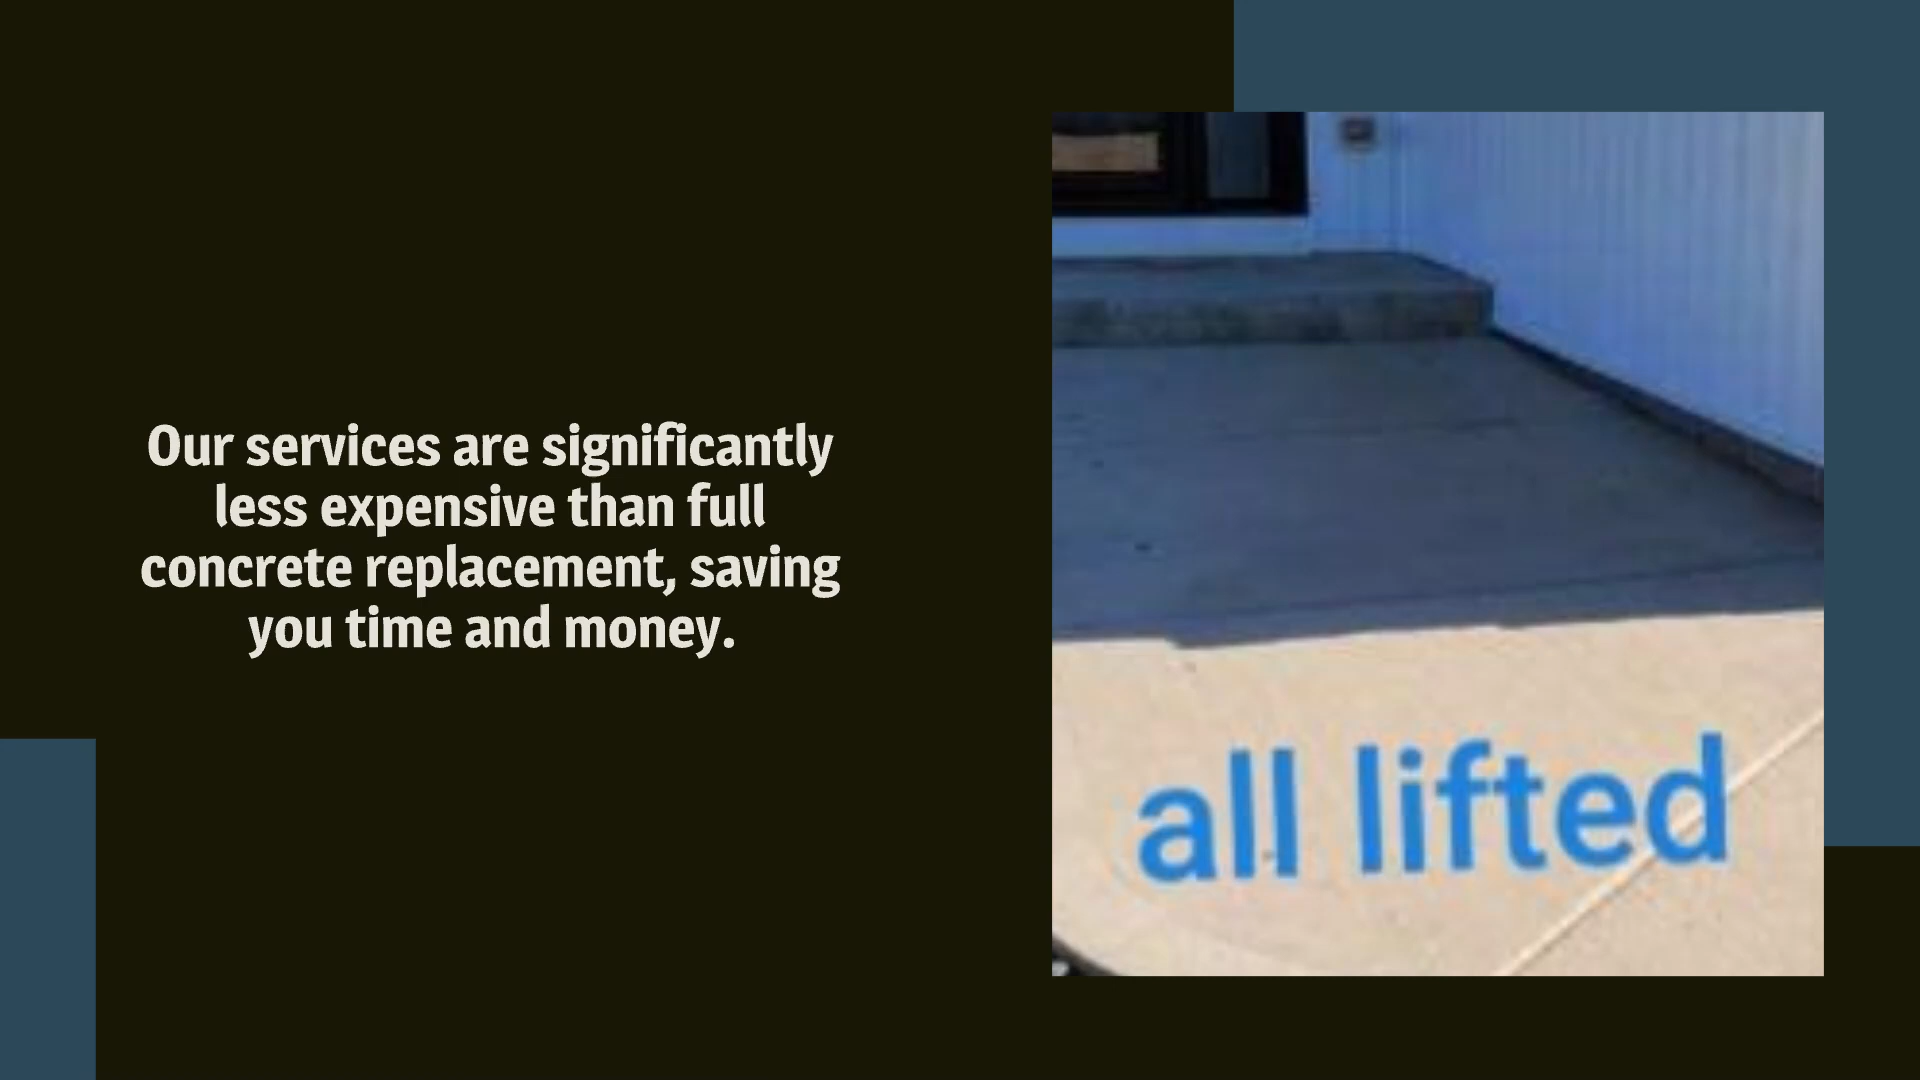 Our services are significantly
less expensive than full
concrete replacement, saving
you time and money.
all lifted